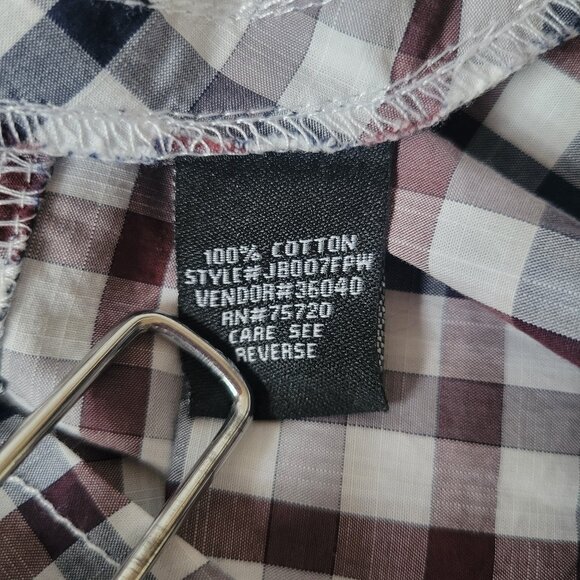 100% COTTON
STYLE#JB007FPW
VENDOR#36040
RN#75720
CARE SEE
REVERSE